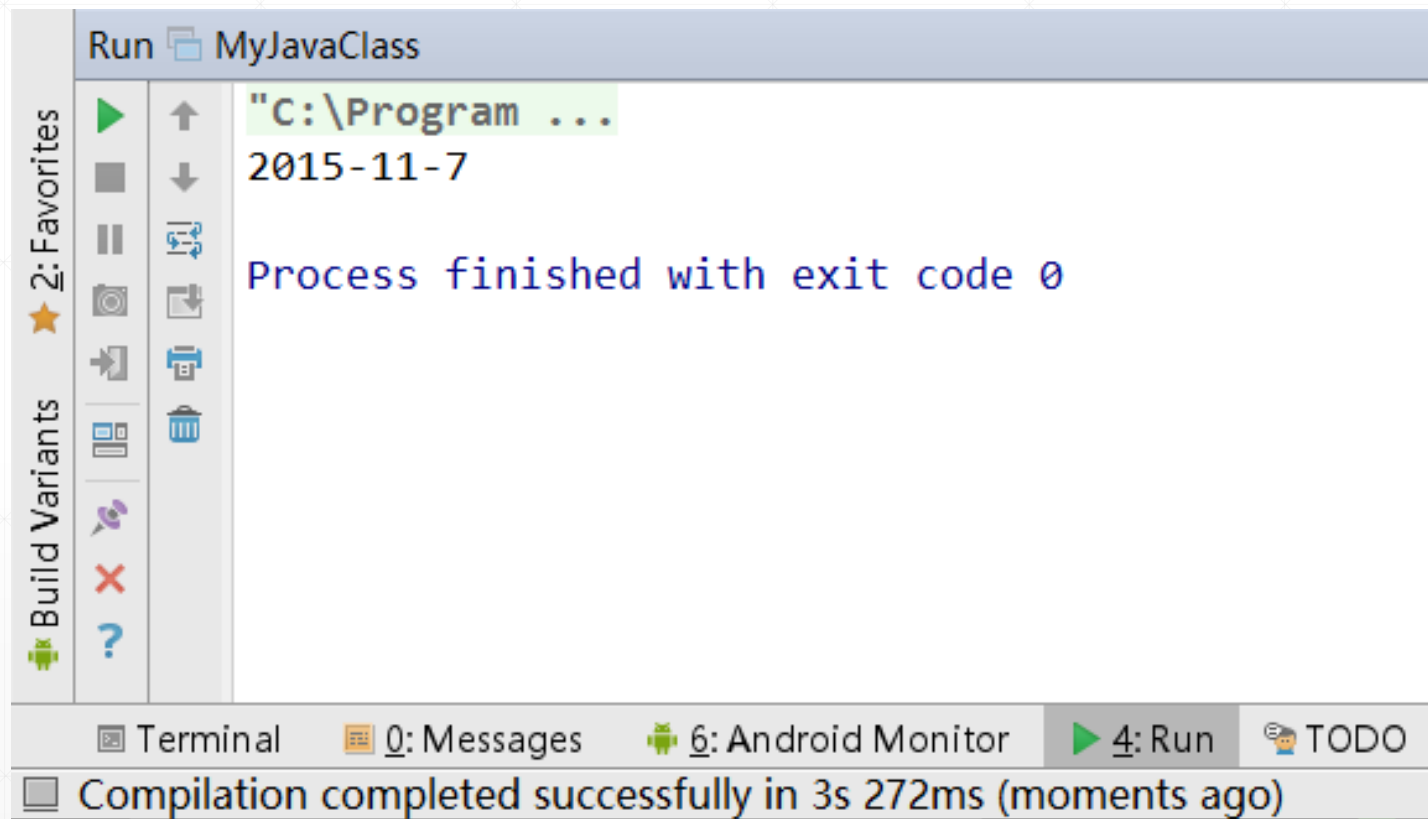 Run MyJavaClass
"C:\Program ...
2015-11-7
Process finished with exit code 0
2: Favorites
Build Variants
?
Terminal
0: Messages
6: Android Monitor
4: Run
TODO
Compilation completed successfully in 3s 272ms (moments ago)